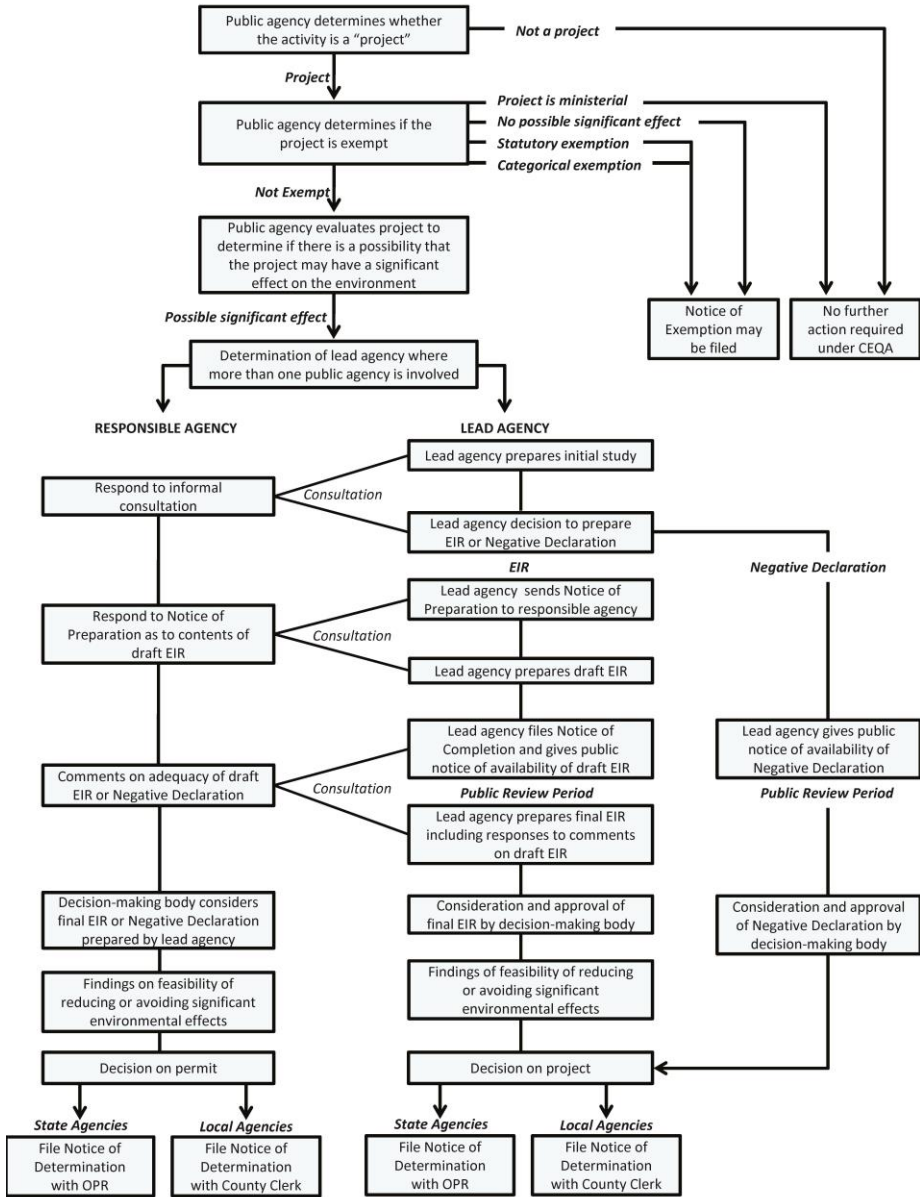 Public agency determines whether
the activity is a “project”
Not a project
Project
Public agency determines if the
project is exempt
Project is ministerial
No possible significant effect
Statutory exemption
Categorical exemption
Not Exempt
Public agency evaluates project to
determine if there is a possibility that
the project may have a significant
effect on the environment
Notice of
Exemption may
be filed
No further
action required
under CEQA
Possible significant effect
Determination of lead agency where
more than one public agency is involved
RESPONSIBLE AGENCY
LEAD AGENCY
Lead agency prepares initial study
Respond to informal
consultation
Consultation
Lead agency decision to prepare
EIR or Negative Declaration
EIR
Negative Declaration
Lead agency sends Notice of
Preparation to responsible agency
Respond to Notice of
Preparation as to contents of
draft EIR
Consultation
Lead agency prepares draft EIR
Lead agency files Notice of
Completion and gives public
notice of availability of draft EIR
Lead agency gives public
notice of availability of
Negative Declaration
Comments on adequacy of draft
EIR or Negative Declaration
Consultation
Public Review Period
Public Review Period
Lead agency prepares final EIR
including responses to comments
on draft EIR
Decision-making body considers
final EIR or Negative Declaration
prepared by lead agency
Consideration and approval of
final EIR by decision-making body
Consideration and approval
of Negative Declaration by
decision-making body
Findings on feasibility of
reducing or avoiding significant
environmental effects
Findings of feasibility of reducing
or avoiding significant
environmental effects
Decision on permit
Decision on project
State Agencies
Local Agencies
State Agencies
Local Agencies
File Notice of
Determination
with OPR
File Notice of
Determination
with County Clerk
File Notice of
Determination
with OPR
File Notice of
Determination
with County Clerk